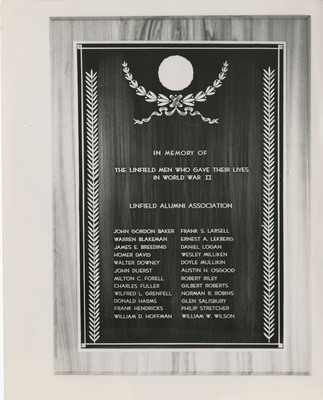 IN MEMORY OF
THE LINFIELD MEN WHO GAVE THEIR LIVES
IN WORLD WAR II
LINFIELD ALUMNI ASSOCIATION
JOHN GORDON BAKER
WARREN BLAKEMAN
JAMES E. BREEDING
HOMER DAVID
WALTER DOWNEY
JOHN DUERST
MILTON C. FORELL
CHARLES FULLER
WILFRED L. GRENFELL
DONALD HARMS
FRANK HENDRICKS
WILLIAM D. HOFFMAN
FRANK S. LARSELL
ERNEST A. LEKBERG
DANIEL LOGAN
WESLEY MILLIKEN
DOYLE MULLIKIN
AUSTIN H. OSGOOD
ROBERT RILEY
GILBERT ROBERTS
NORMAN R. ROBINS
GLEN SALISBURY
PHILIP STRETCHER
WILLIAM W. WILSON